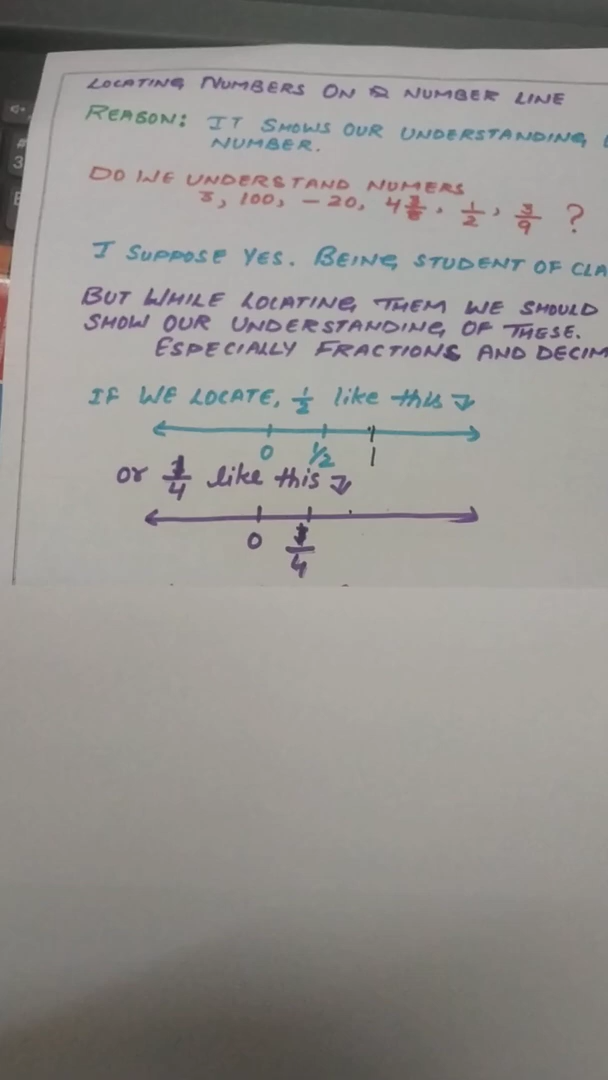 LOCATING NUMBERS ON A NUMBER LINE
REASON: IT SHOWS OUR UNDERSTANDING
NUMBER.
DO WE UNDERSTAND NUMERS
100, -20, 1/2, 3/9 ?
I SUPPOSE YES. BEING STUDENT OF CLA
BUT WHILE LOCATING THEM WE SHOULD
SHOW OUR UNDERSTANDING OF THESE.
ESPECIALLY FRACTIONS AND DECIM
IF WE LOCATE, 1/2 like this
0 1/2 1
or 1/4 like this
0 1/4